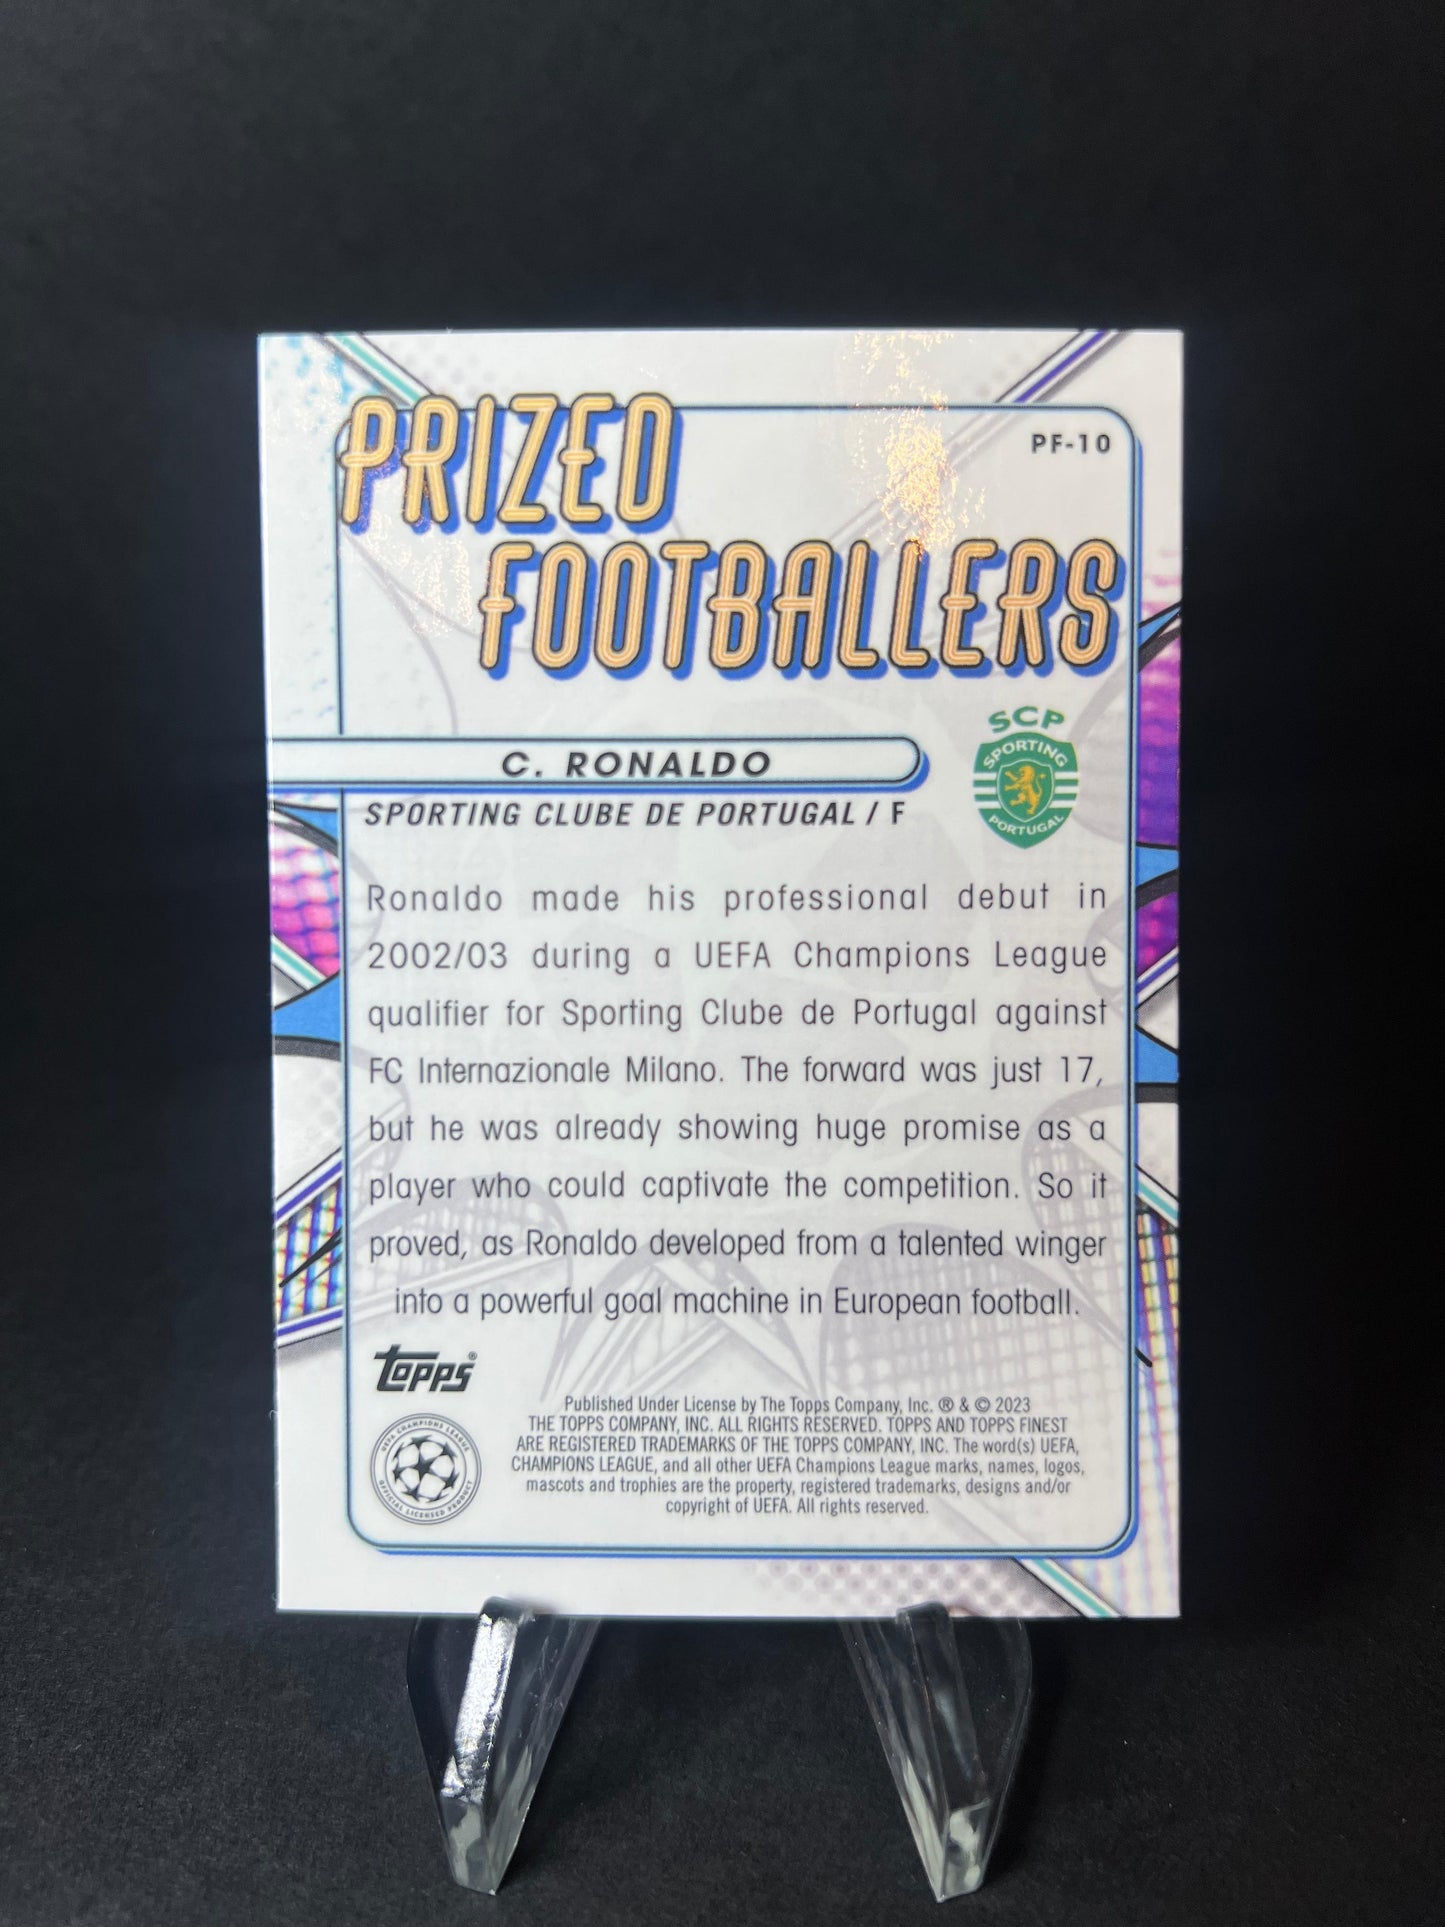 PRIZED
FOOTBALLERS
PF-10
SCP
SPORTING
PORTUGAL
C. RONALDO
SPORTING CLUBE DE PORTUGAL / F
Ronaldo made his professional debut in
2002/03 during a UEFA Champions League
qualifier for Sporting Clube de Portugal against
FC Internazionale Milano. The forward was just 17,
but he was already showing huge promise as a
player who could captivate the competition. So it
proved, as Ronaldo developed from a talented winger
into a powerful goal machine in European football.
Topps®
UEFA CHAMPIONS LEAGUE
OFFICIAL LICENSED PRODUCT
Published Under License by The Topps Company, Inc. ® & © 2023
THE TOPPS COMPANY, INC. ALL RIGHTS RESERVED. TOPPS AND TOPPS FINEST
ARE REGISTERED TRADEMARKS OF THE TOPPS COMPANY, INC. The word(s) UEFA,
CHAMPIONS LEAGUE, and all other UEFA Champions League marks, names, logos,
mascots and trophies are the property, registered trademarks, designs and/or
copyright of UEFA. All rights reserved.